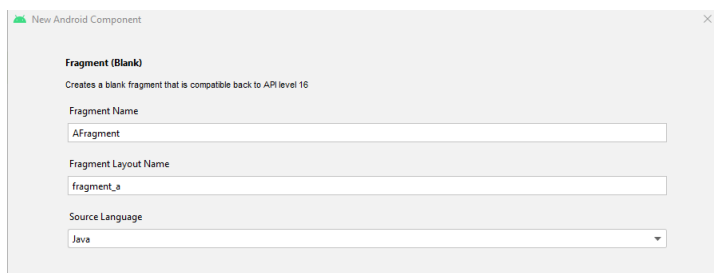 New Android Component
Fragment (Blank)
Creates a blank fragment that is compatible back to API level 16
Fragment Name
AFragment
Fragment Layout Name
fragment_a
Source Language
Java